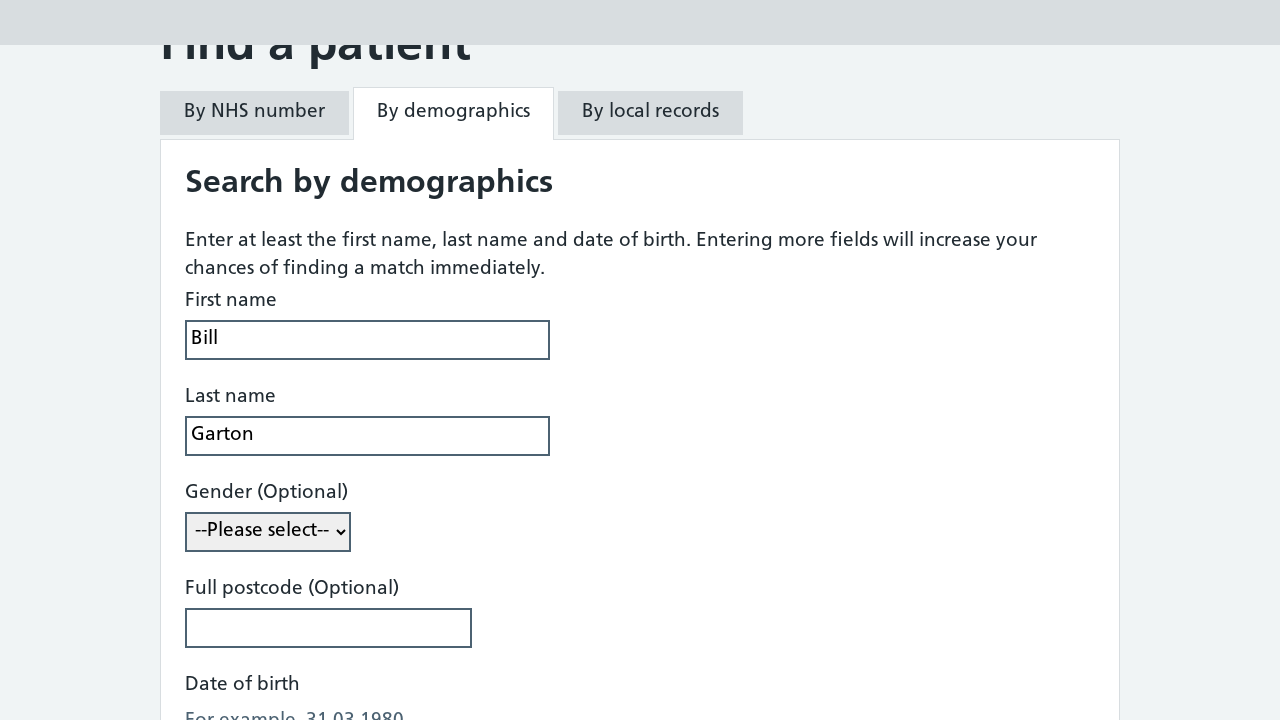 Find a patient
By NHS number
By demographics
By local records
Search by demographics
Enter at least the first name, last name and date of birth. Entering more fields will increase your
chances of finding a match immediately.
First name
Bill
Last name
Garton
Gender (Optional)
--Please select--
Full postcode (Optional)
Date of birth
For example, 31 03 1980